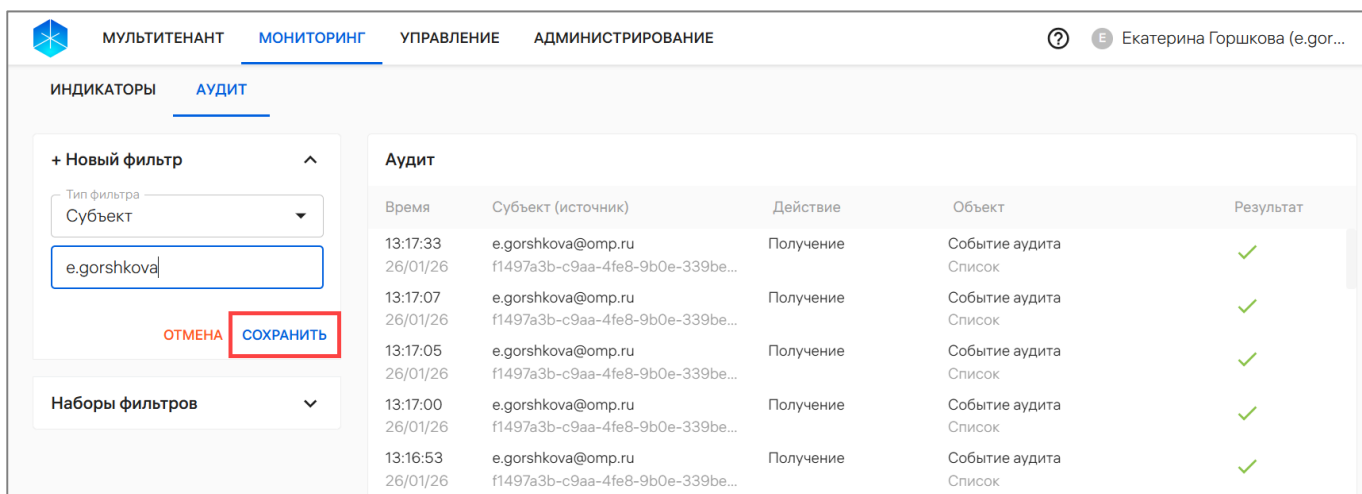 МУЛЬТИТЕНАНТ МОНИТОРИНГ УПРАВЛЕНИЕ АДМИНИСТРИРОВАНИЕ ? E Екатерина Горшкова (e.gor...
ИНДИКАТОРЫ АУДИТ
+ Новый фильтр
Тип фильтра
Субъект
e.gorshkova
ОТМЕНА СОХРАНИТЬ
Наборы фильтров
Аудит
Время Субъект (источник) Действие Объект Результат
13:17:33 e.gorshkova@omp.ru Получение Событие аудита
26/01/26 f1497a3b-c9aa-4fe8-9b0e-339be... Список
13:17:07 e.gorshkova@omp.ru Получение Событие аудита
26/01/26 f1497a3b-c9aa-4fe8-9b0e-339be... Список
13:17:05 e.gorshkova@omp.ru Получение Событие аудита
26/01/26 f1497a3b-c9aa-4fe8-9b0e-339be... Список
13:17:00 e.gorshkova@omp.ru Получение Событие аудита
26/01/26 f1497a3b-c9aa-4fe8-9b0e-339be... Список
13:16:53 e.gorshkova@omp.ru Получение Событие аудита
26/01/26 f1497a3b-c9aa-4fe8-9b0e-339be... Список